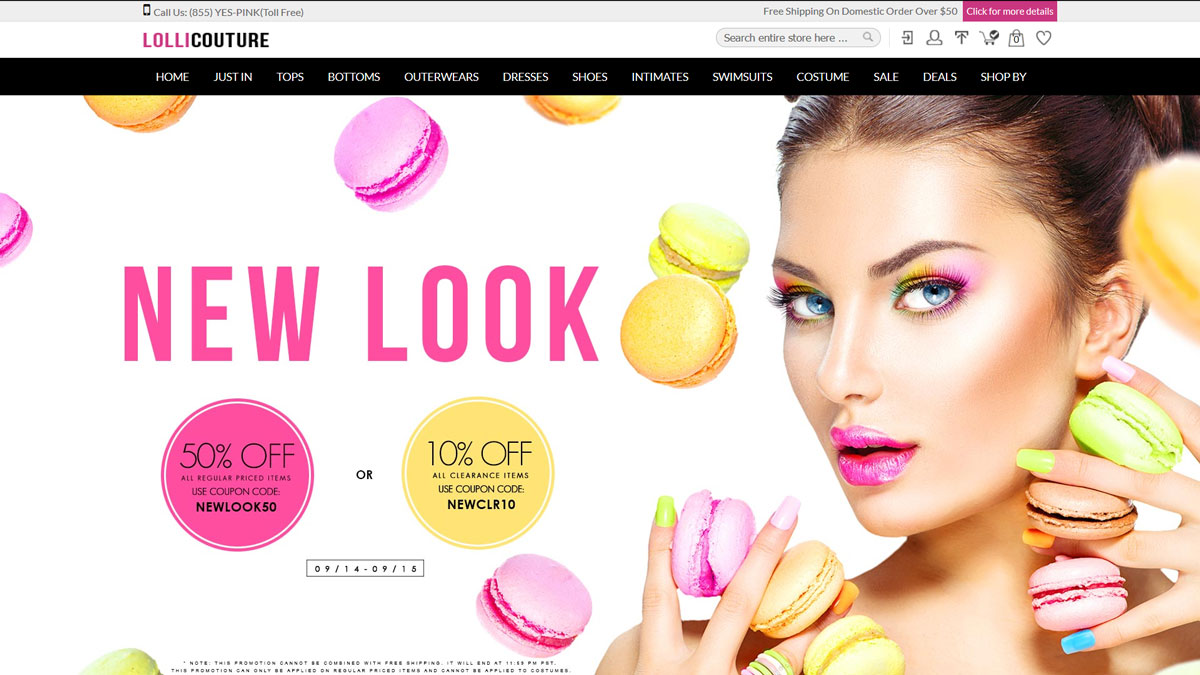 Call Us: (855) YES-PINK(Toll Free)
Free Shipping On Domestic Order Over $50 Click for more details
LOLLICOUTURE
Search entire store here ...
0
HOME JUST IN TOPS BOTTOMS OUTERWEARS DRESSES SHOES INTIMATES SWIMSUITS COSTUME SALE DEALS SHOP BY
NEW LOOK
50% OFF
ALL REGULAR PRICED ITEMS
USE COUPON CODE:
NEWLOOK50
OR
10% OFF
ALL CLEARANCE ITEMS
USE COUPON CODE:
NEWCLR10
09/14-09/15
* NOTE: THIS PROMOTION CANNOT BE COMBINED WITH FREE SHIPPING. IT WILL END AT 11:59 PM PST.
THIS PROMOTION CAN ONLY BE APPLIED ON REGULAR PRICED ITEMS AND CANNOT BE APPLIED TO COSTUMES.